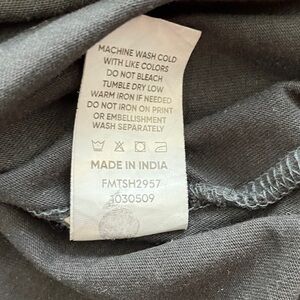 MACHINE WASH COLD
WITH LIKE COLORS
DO NOT BLEACH
TUMBLE DRY LOW
WARM IRON IF NEEDED
DO NOT IRON ON PRINT
OR EMBELLISHMENT
WASH SEPARATELY
MADE IN INDIA
FMTSH2957
1030509